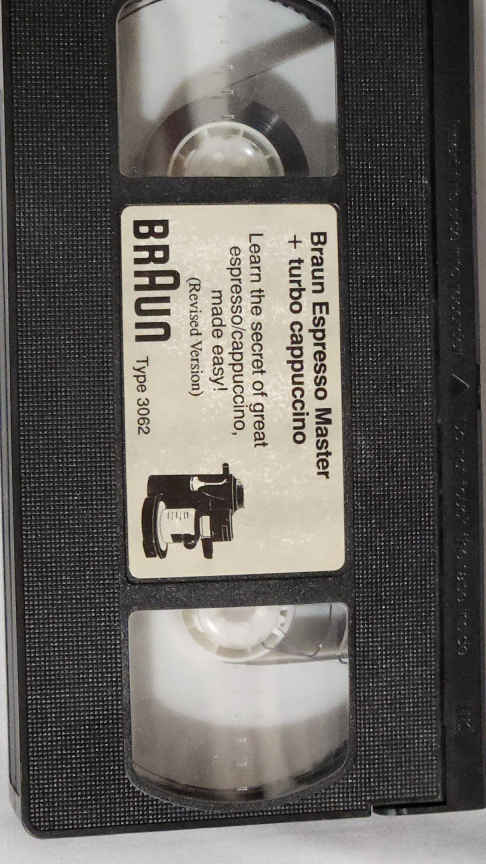 Braun Espresso Master
+ turbo cappuccino
Learn the secret of great
espresso/cappuccino,
made easy!
(Revised Version)
BRAUN Type 3062